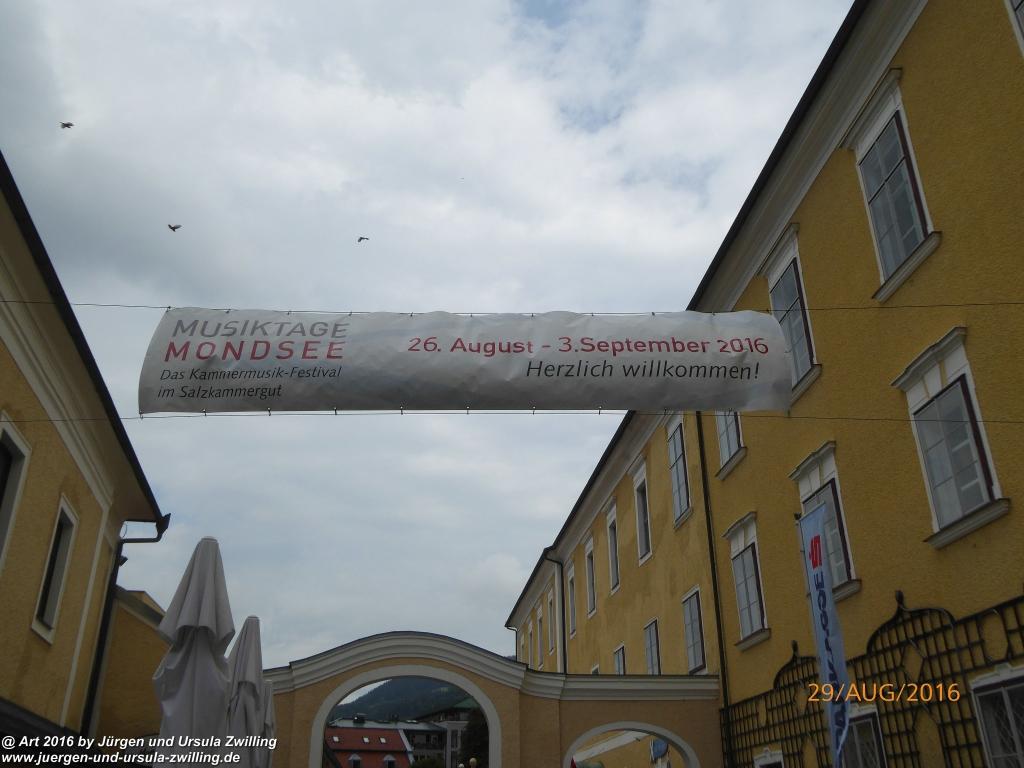 MUSIKTAGE
MONDSEE
Das Kammermusik-Festival
im Salzkammergut
26. August - 3.September 2016
Herzlich willkommen!
29/AUG/2016
@ Art 2016 by Jürgen und Ursula Zwilling
www.juergen-und-ursula-zwilling.de